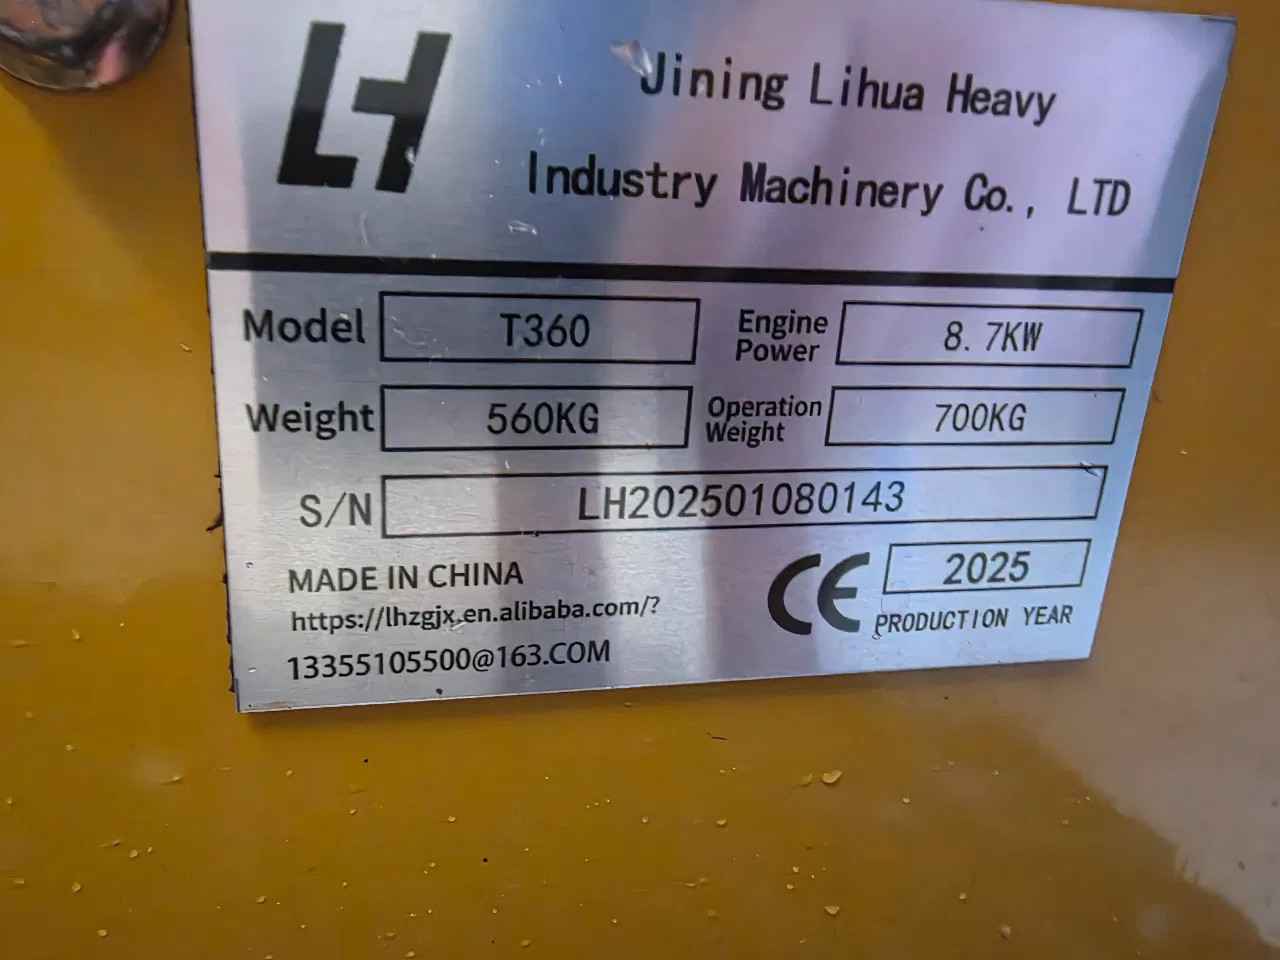 LH
Jining Lihua Heavy
Industry Machinery Co., LTD
Model T360 Engine Power 8.7KW
Weight 560KG Operation Weight 700KG
S/N LH202501080143
MADE IN CHINA
https://lhzgjx.en.alibaba.com/?
13355105500@163.COM
CE 2025
PRODUCTION YEAR